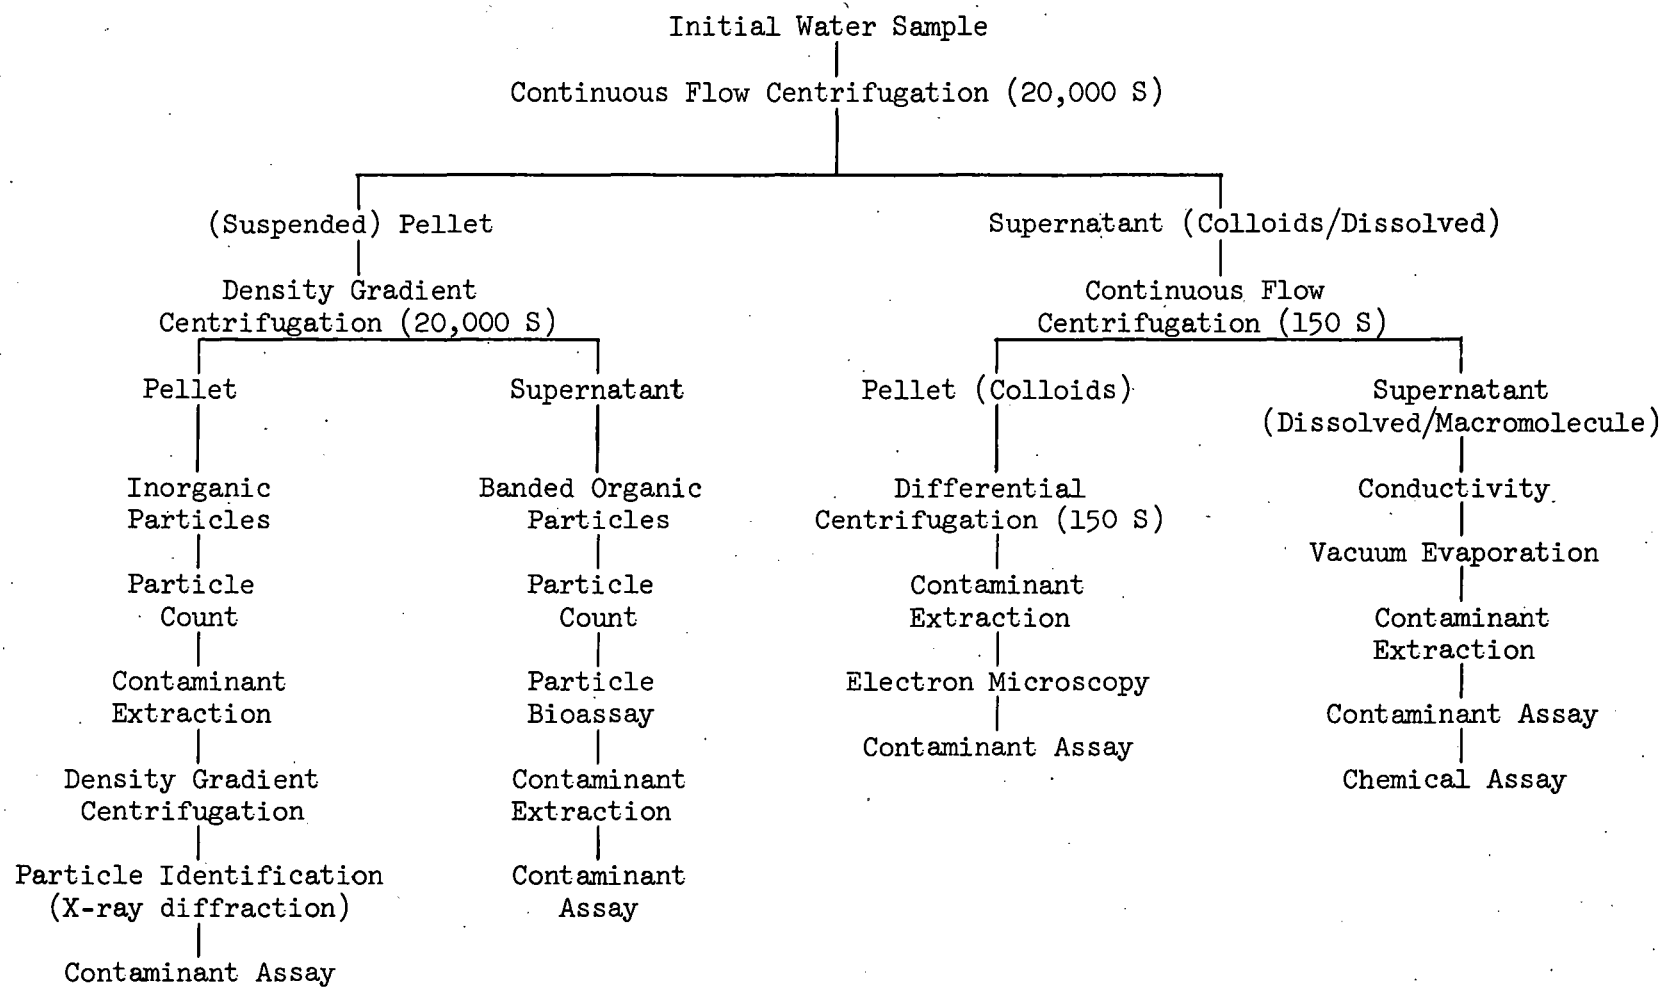 Initial Water Sample
Continuous Flow Centrifugation (20,000 S)
(Suspended) Pellet
Density Gradient
Centrifugation (20,000 S)
Pellet
Inorganic
Particles
Particle
Count
Contaminant
Extraction
Density Gradient
Centrifugation
Particle Identification
(X-ray diffraction)
Contaminant Assay
Supernatant
Banded Organic
Particles
Particle
Count
Particle
Bioassay
Contaminant
Extraction
Contaminant
Assay
Supernatant (Colloids/Dissolved)
Continuous Flow
Centrifugation (150 S)
Pellet (Colloids)
Differential
Centrifugation (150 S)
Contaminant
Extraction
Electron Microscopy
Contaminant Assay
Supernatant
(Dissolved/Macromolecule)
Conductivity
Vacuum Evaporation
Contaminant
Extraction
Contaminant Assay
Chemical Assay